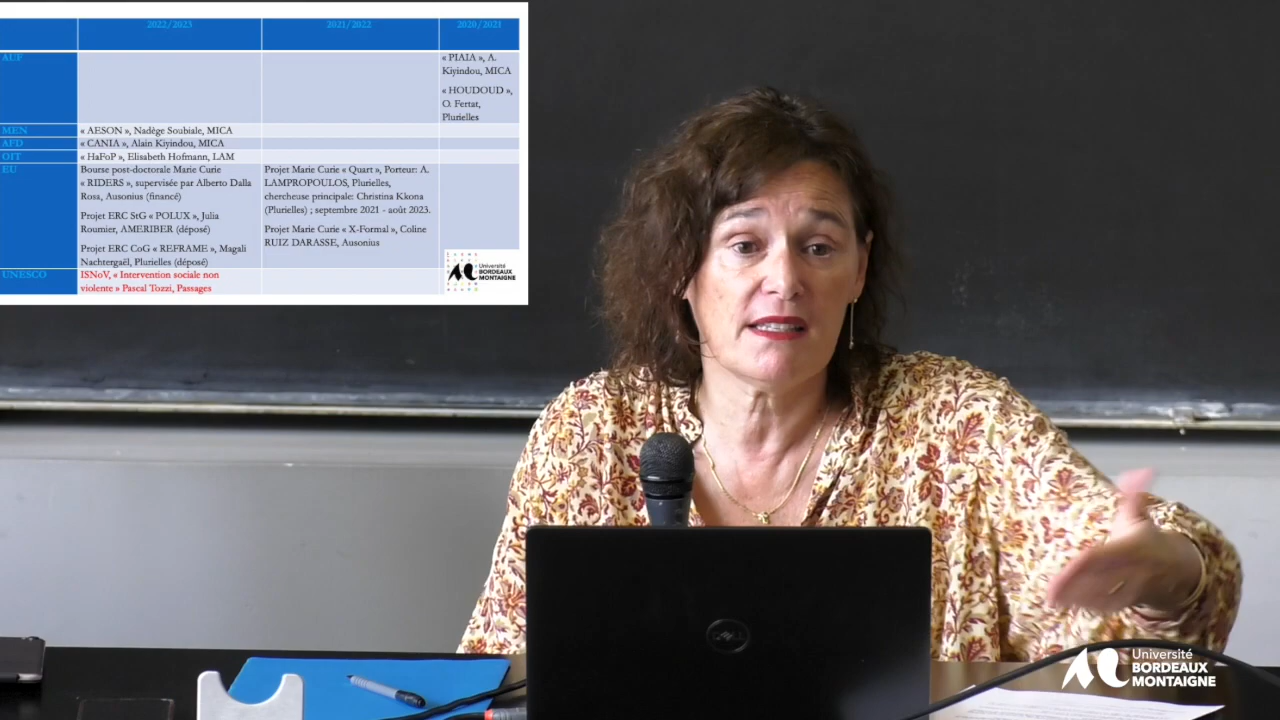 2022/2023
2021/2022
2020/2021
AUF
« PIAIA », A.
Kiyindou, MICA
« HOUDOUD »,
O. Fertat,
Plurielles
MEN
« AESON », Nadège Soubiale, MICA
AFD
« CANIA », Alain Kiyindou, MICA
OIT
« HaFoP », Elisabeth Hofmann, LAM
EU
Bourse post-doctorale Marie Curie
« RIDERS », supervisée par Alberto Dalla
Rosa, Ausonius (financé)
Projet ERC StG « POLUX », Julia
Roumier, AMERIBER (déposé)
Projet ERC CoG « REFRAME », Magali
Nachtergaël, Plurielles (déposé)
Projet Marie Curie « Quart », Porteur: A.
LAMPROPOULOS, Plurielles,
chercheuse principale: Christina Kkona
(Plurielles) ; septembre 2021 - août 2023.
Projet Marie Curie « X-Formal », Coline
RUIZ DARASSE, Ausonius
UNESCO
ISNoV, « Intervention sociale non
violente » Pascal Tozzi, Passages
Université
BORDEAUX
MONTAIGNE
DELL
Université
BORDEAUX
MONTAIGNE